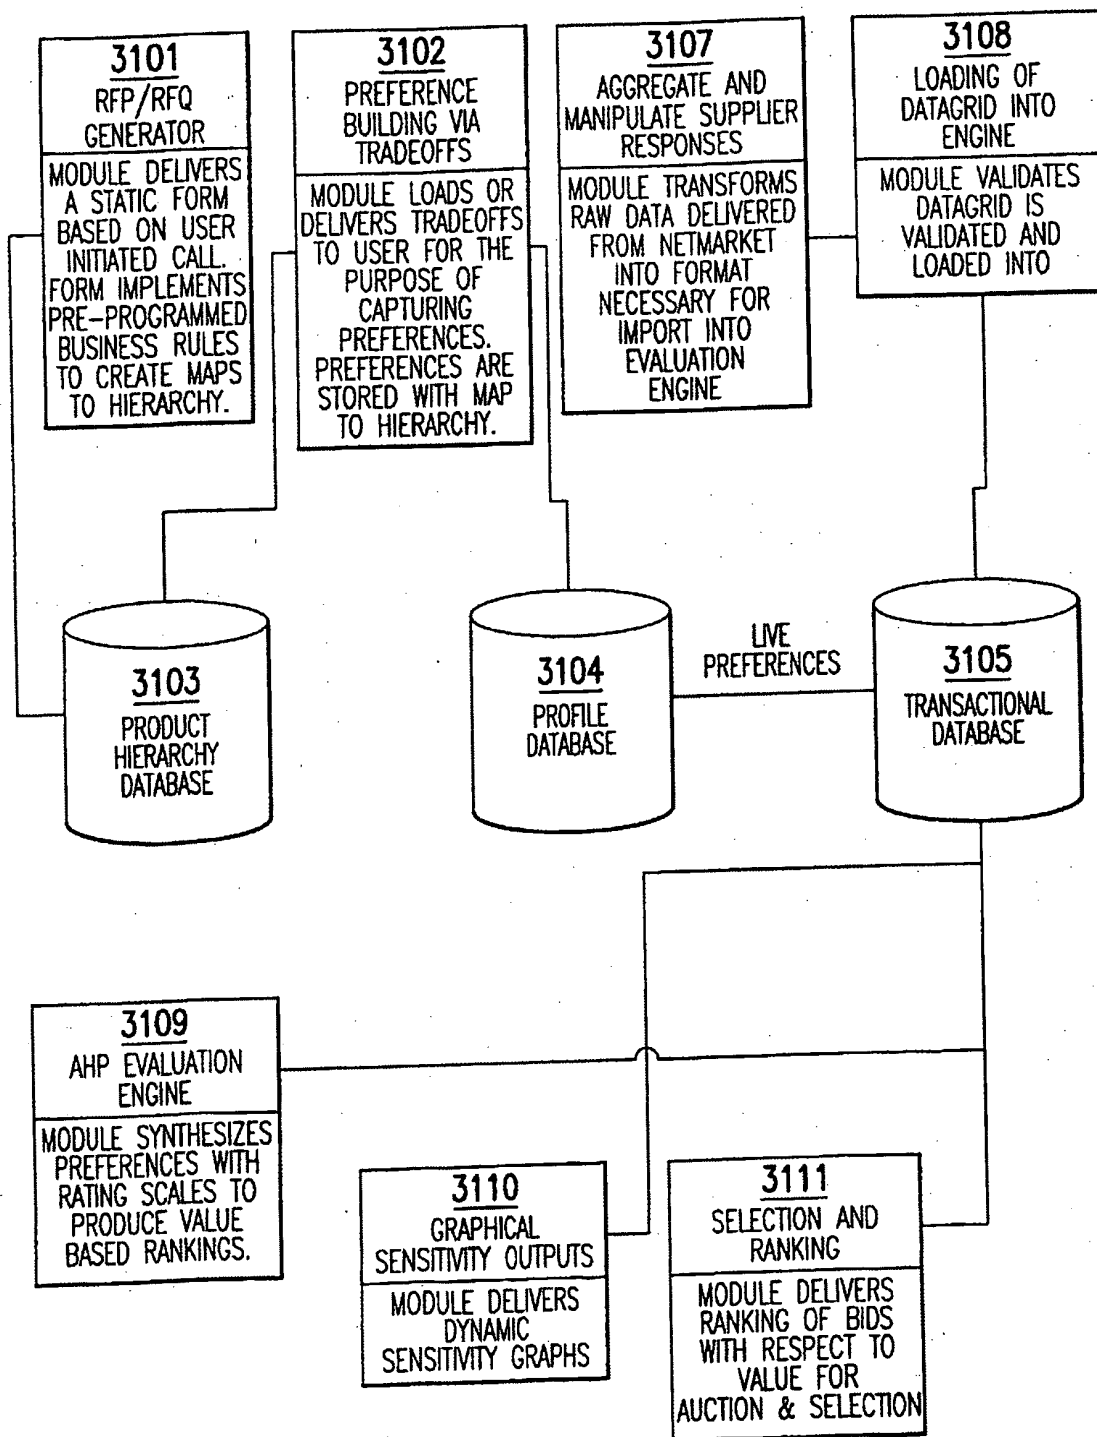 3101
RFP/RFQ
GENERATOR
MODULE DELIVERS
A STATIC FORM
BASED ON USER
INITIATED CALL.
FORM IMPLEMENTS
PRE-PROGRAMMED
BUSINESS RULES
TO CREATE MAPS
TO HIERARCHY.
3102
PREFERENCE
BUILDING VIA
TRADEOFFS
MODULE LOADS OR
DELIVERS TRADEOFFS
TO USER FOR THE
PURPOSE OF
CAPTURING
PREFERENCES.
PREFERENCES ARE
STORED WITH MAP
TO HIERARCHY.
3107
AGGREGATE AND
MANIPULATE SUPPLIER
RESPONSES
MODULE TRANSFORMS
RAW DATA DELIVERED
FROM NETMARKET
INTO FORMAT
NECESSARY FOR
IMPORT INTO
EVALUATION
ENGINE
3108
LOADING OF
DATAGRID INTO
ENGINE
MODULE VALIDATES
DATAGRID IS
VALIDATED AND
LOADED INTO
3103
PRODUCT
HIERARCHY
DATABASE
3104
PROFILE
DATABASE
LIVE
PREFERENCES
3105
TRANSACTIONAL
DATABASE
3109
AHP EVALUATION
ENGINE
MODULE SYNTHESIZES
PREFERENCES WITH
RATING SCALES TO
PRODUCE VALUE
BASED RANKINGS.
3110
GRAPHICAL
SENSITIVITY OUTPUTS
MODULE DELIVERS
DYNAMIC
SENSITIVITY GRAPHS
3111
SELECTION AND
RANKING
MODULE DELIVERS
RANKING OF BIDS
WITH RESPECT TO
VALUE FOR
AUCTION & SELECTION